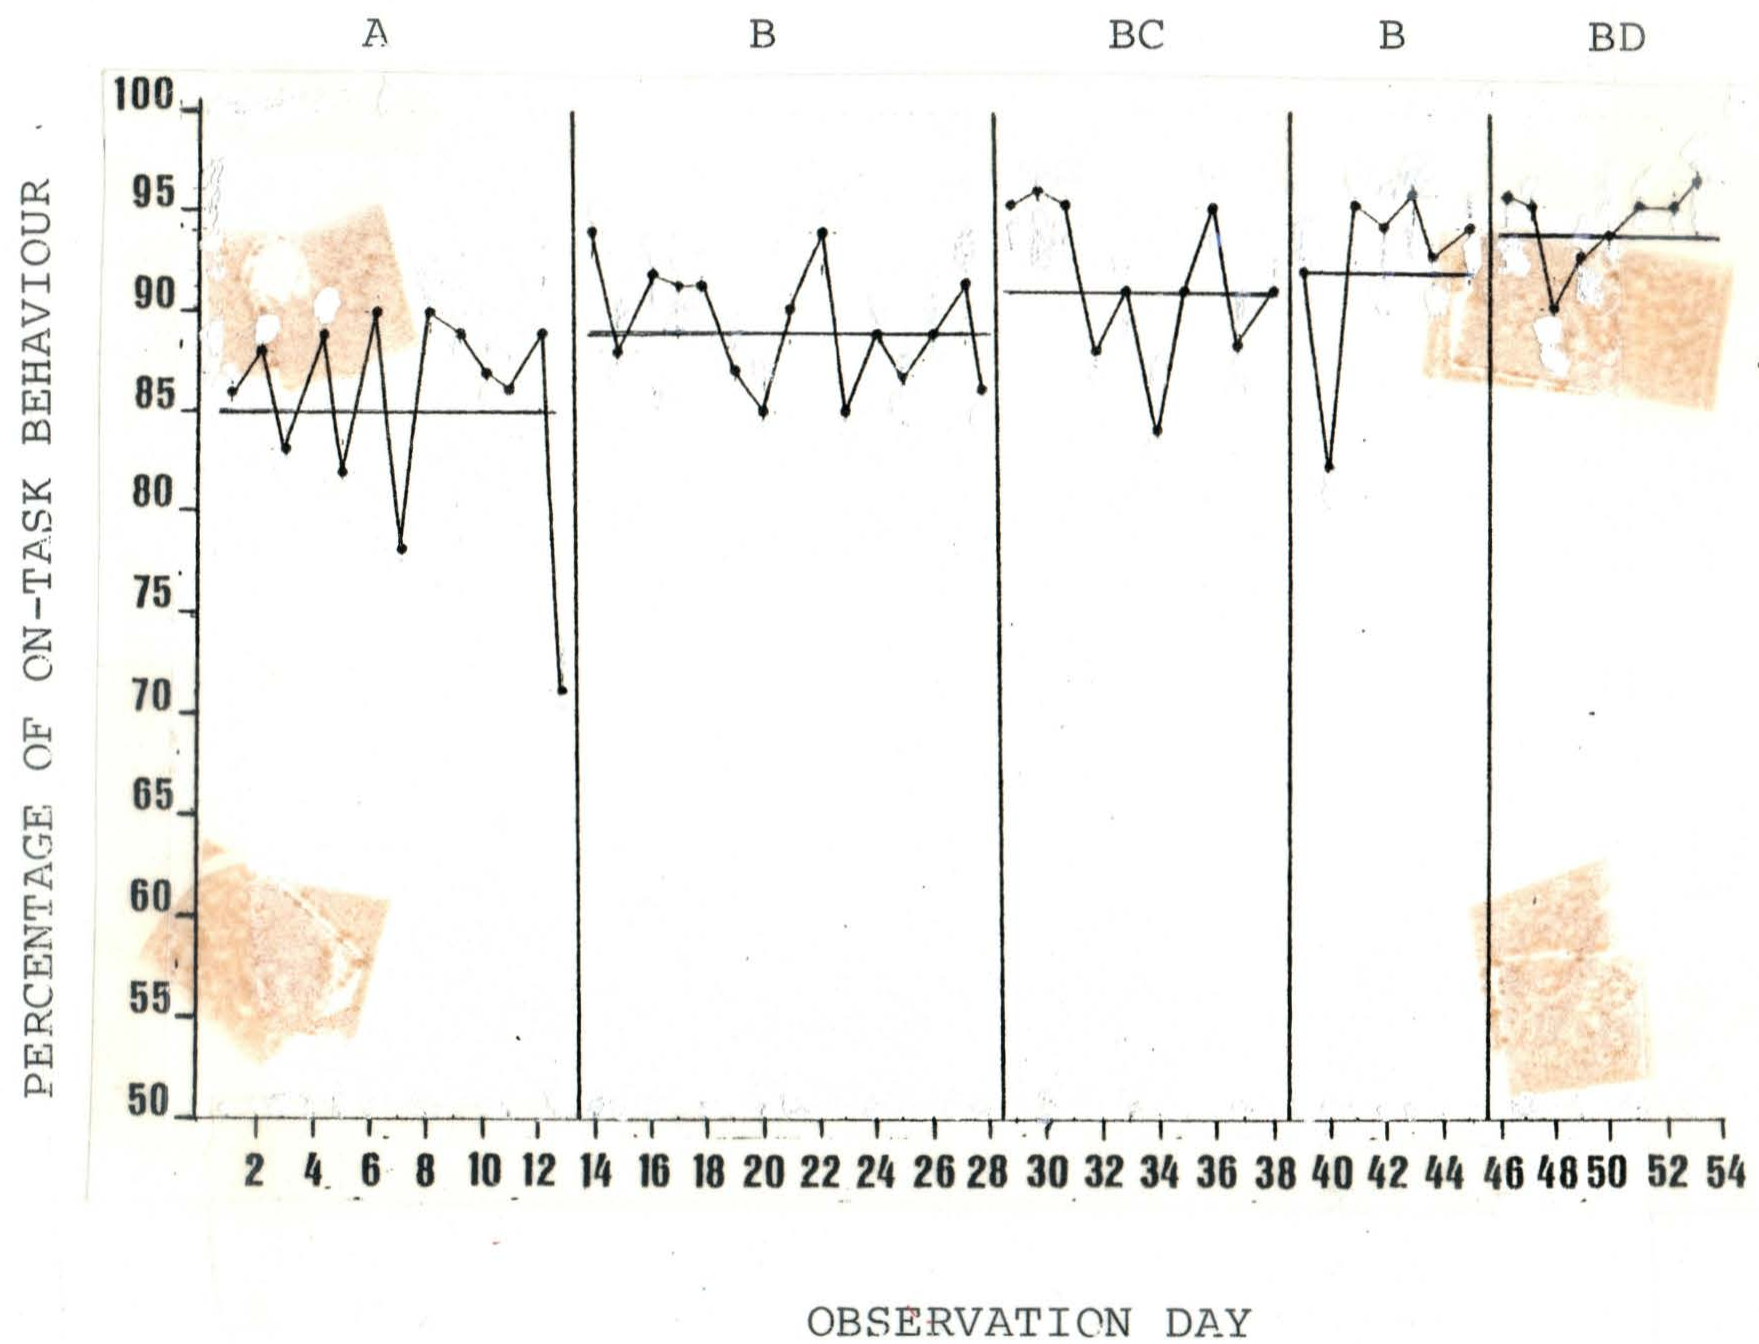 A B BC B BD
PERCENTAGE OF ON-TASK BEHAVIOUR
100
95
90
85
80
75
70
65
60
55
50
2 4 6 8 10 12 14 16 18 20 22 24 26 28 30 32 34 36 38 40 42 44 46 48 50 52 54
OBSERVATION DAY